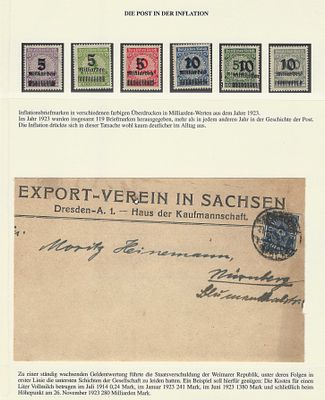 DIE POST IN DER INFLATION
5 Milliarden
5 Milliarden
10 Milliarden
10 Milliarden
10 Milliarden
10 Milliarden
Inflationsbriefmarken in verschiedenen farbigen Überdrucken in Milliarden-Werten aus dem Jahre 1923.
Im Jahr 1923 wurden insgesamt 119 Briefmarken herausgegeben, mehr als in jedem anderen Jahr in der Geschichte der Post.
Die Inflation drückte sich in dieser Tatsache wohl kaum deutlicher im Alltag aus.
EXPORT-VEREIN IN SACHSEN
Dresden-A. 1. — Haus der Kaufmannschaft.
Moritz Heinemann,
Nürnberg
Blumenthalstr.
Zu einer ständig wachsenden Geldentwertung führte die Staatsverschuldung der Weimarer Republik, unter deren Folgen in
erster Linie die untersten Schichten der Gesellschaft zu leiden hatten. Ein Beispiel soll hierfür genügen: Die Kosten für einen
Liter Vollmilch betrugen im Juli 1914 0,24 Mark, im Januar 1923 241 Mark, im Juni 1923 1380 Mark und schließlich beim
Höhepunkt am 26. November 1923 280 Milliarden Mark.